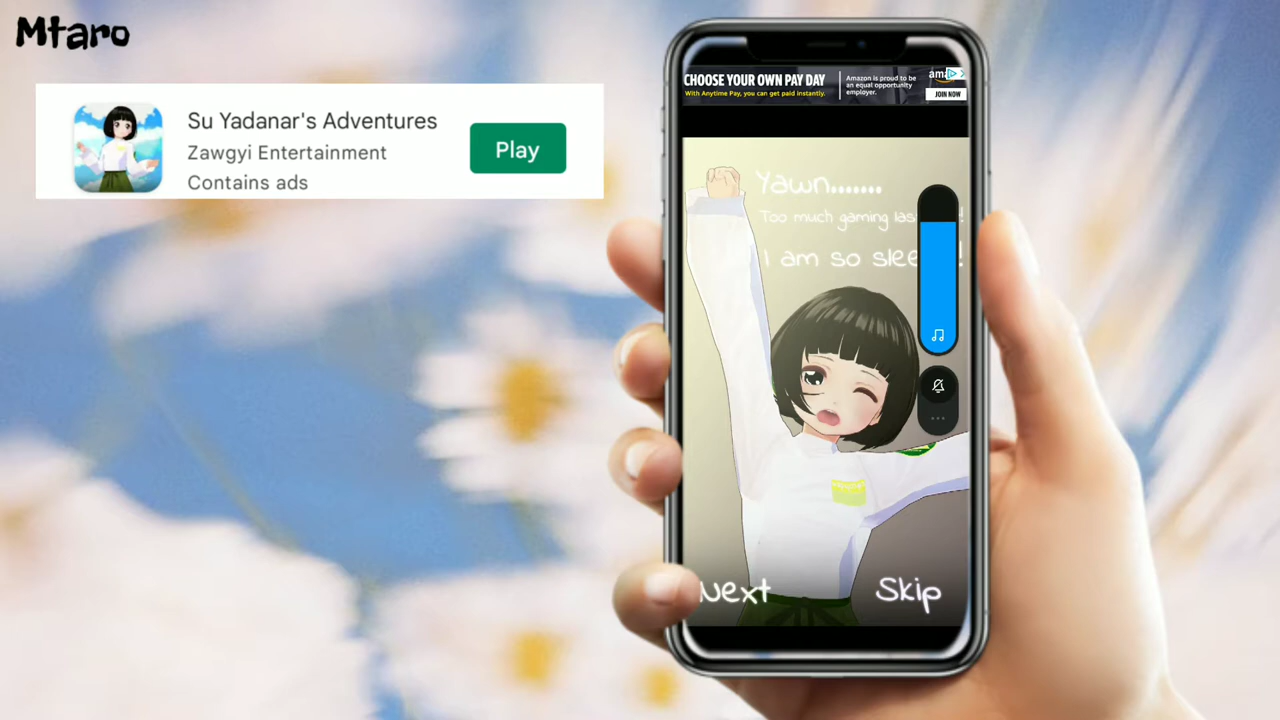 Mtaro
Su Yadanar's Adventures
Zawgyi Entertainment
Contains ads
Play
CHOOSE YOUR OWN PAY DAY
With Anytime Pay, you can get paid instantly.
Amazon is proud to be
an equal opportunity
employer.
JOIN NOW
Yawn.......
Too much gaming
I am so
Next
Skip